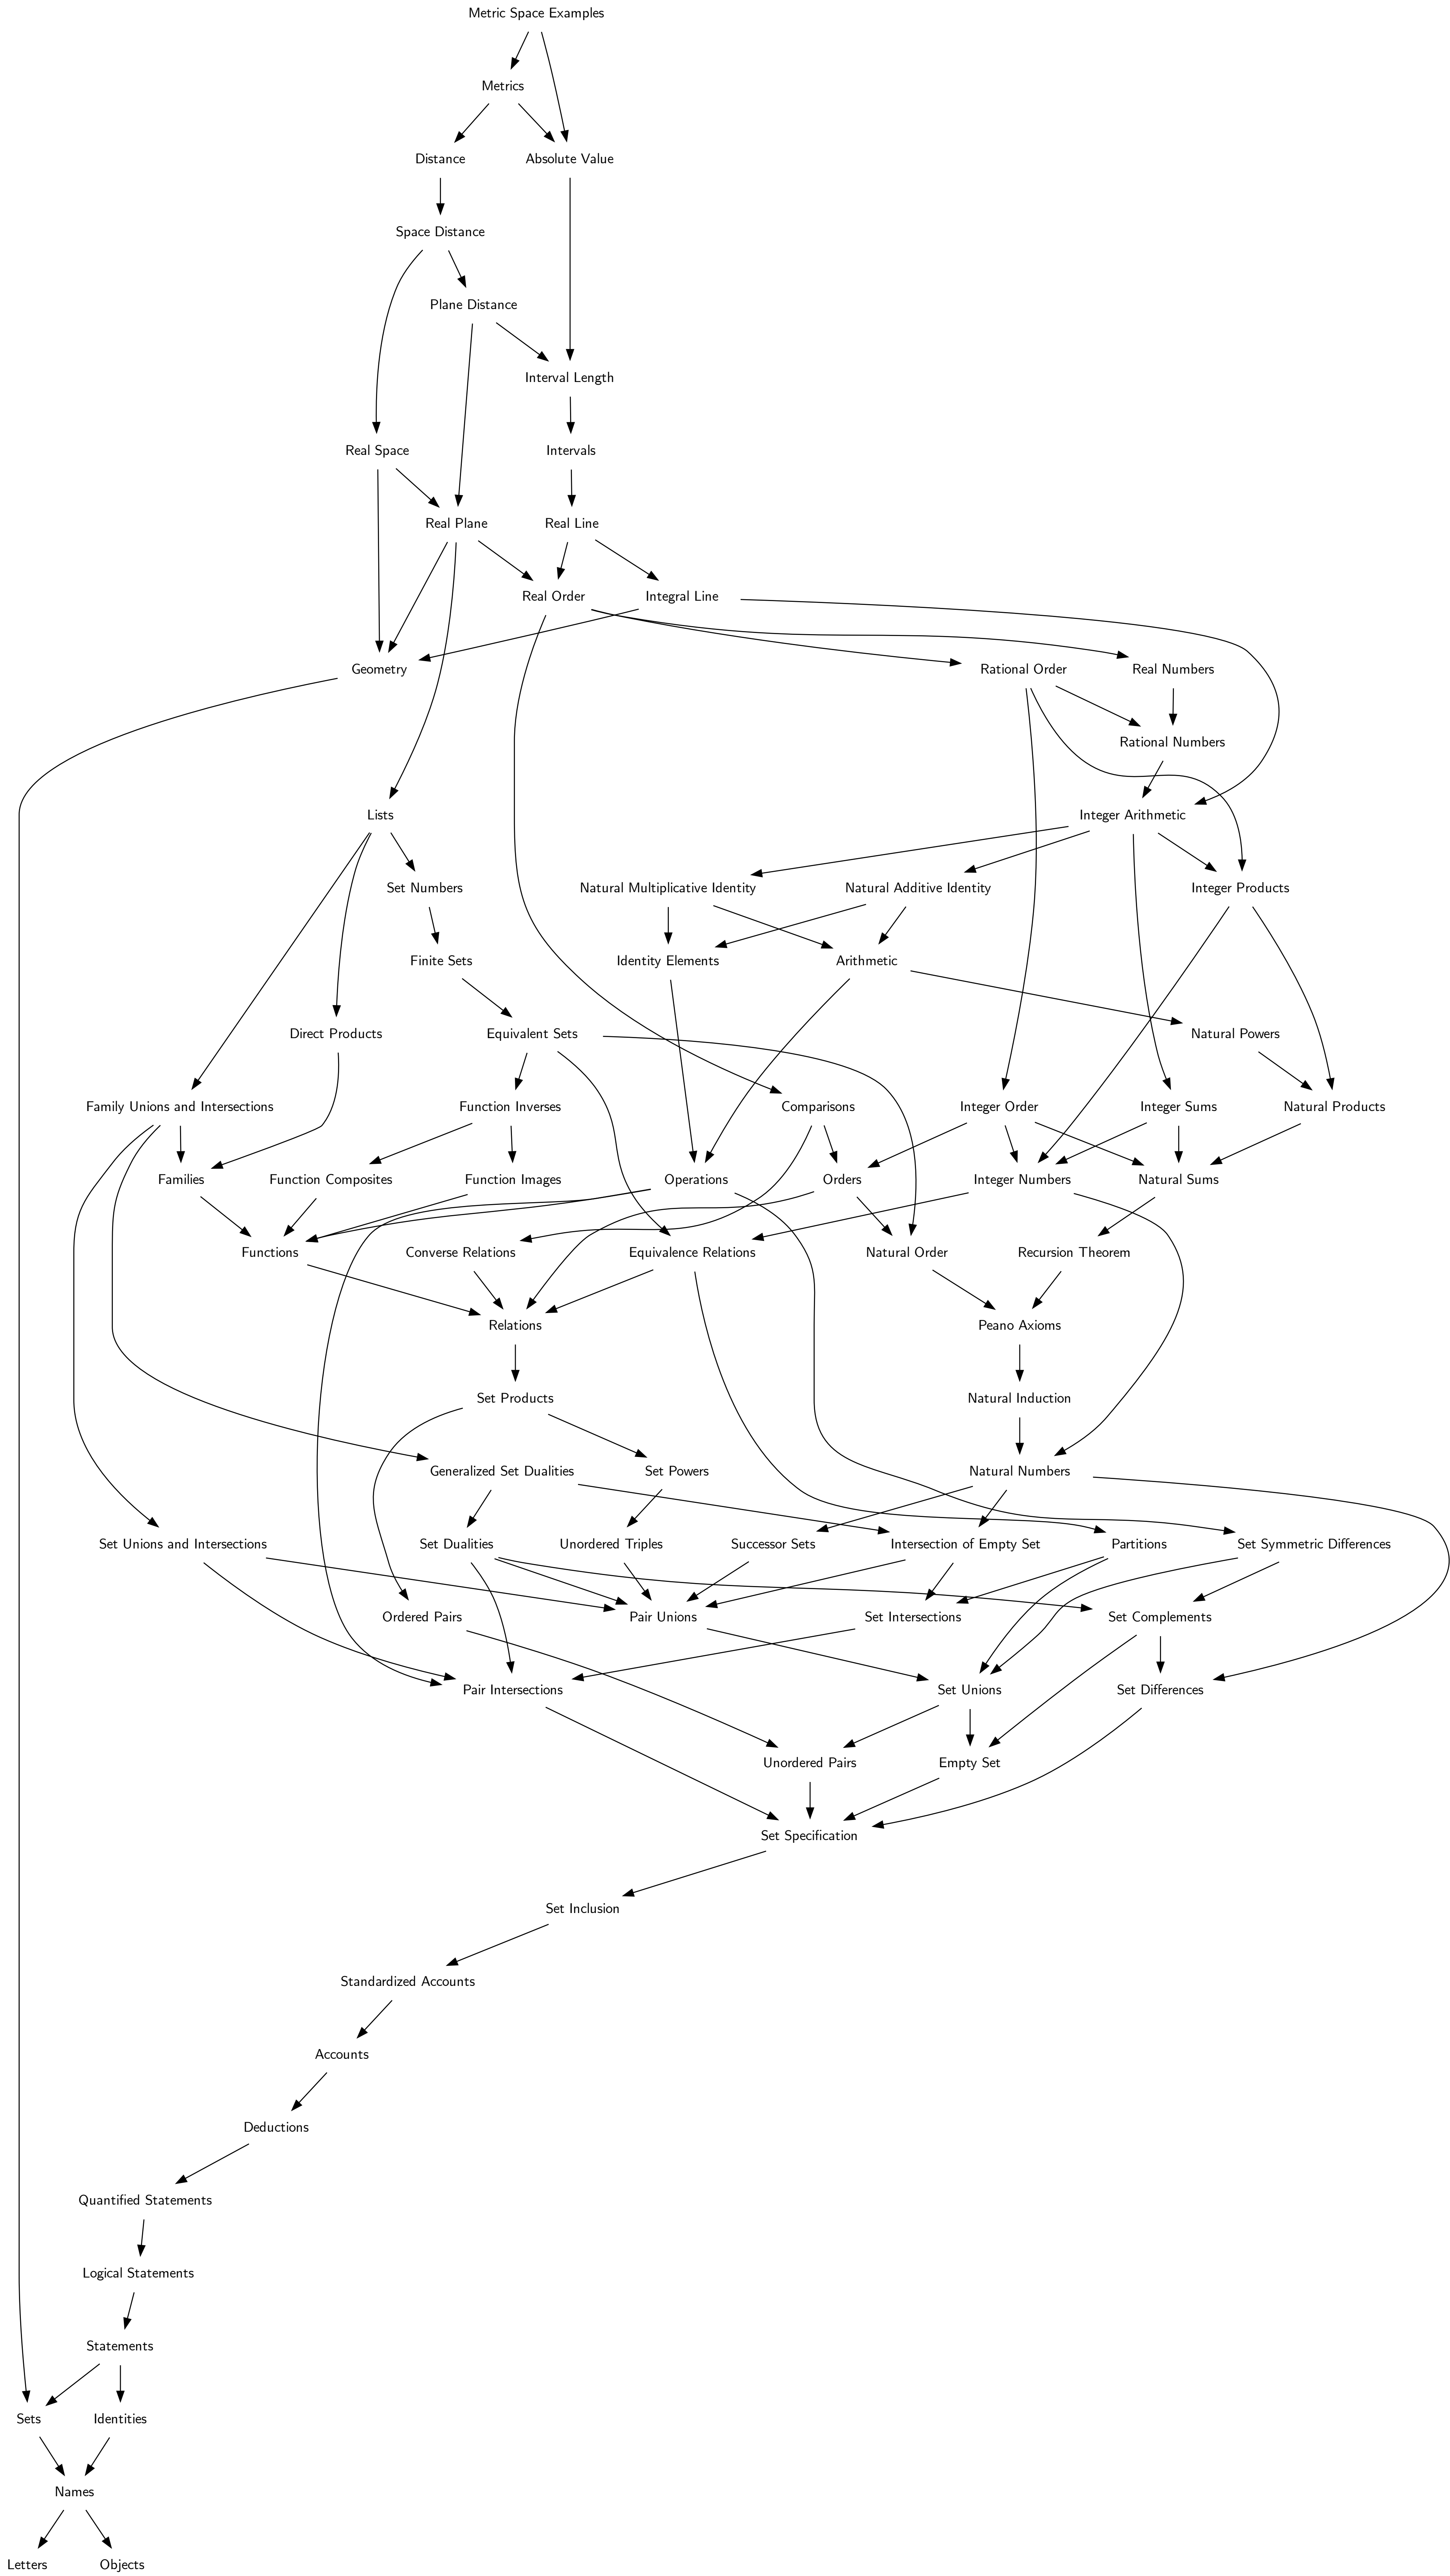 Metric Space Examples
Metrics
Distance
Absolute Value
Space Distance
Plane Distance
Interval Length
Real Space
Intervals
Real Plane
Real Line
Real Order
Integral Line
Geometry
Rational Order
Real Numbers
Rational Numbers
Lists
Integer Arithmetic
Set Numbers
Natural Multiplicative Identity
Natural Additive Identity
Integer Products
Finite Sets
Identity Elements
Arithmetic
Direct Products
Equivalent Sets
Natural Powers
Family Unions and Intersections
Function Inverses
Comparisons
Integer Order
Integer Sums
Natural Products
Families
Function Composites
Function Images
Operations
Orders
Integer Numbers
Natural Sums
Functions
Converse Relations
Equivalence Relations
Natural Order
Recursion Theorem
Relations
Peano Axioms
Set Products
Natural Induction
Generalized Set Dualities
Set Powers
Natural Numbers
Set Unions and Intersections
Set Dualities
Unordered Triples
Successor Sets
Intersection of Empty Set
Partitions
Set Symmetric Differences
Ordered Pairs
Pair Unions
Set Intersections
Set Complements
Pair Intersections
Set Unions
Set Differences
Unordered Pairs
Empty Set
Set Specification
Set Inclusion
Standardized Accounts
Accounts
Deductions
Quantified Statements
Logical Statements
Statements
Sets
Identities
Names
Letters
Objects